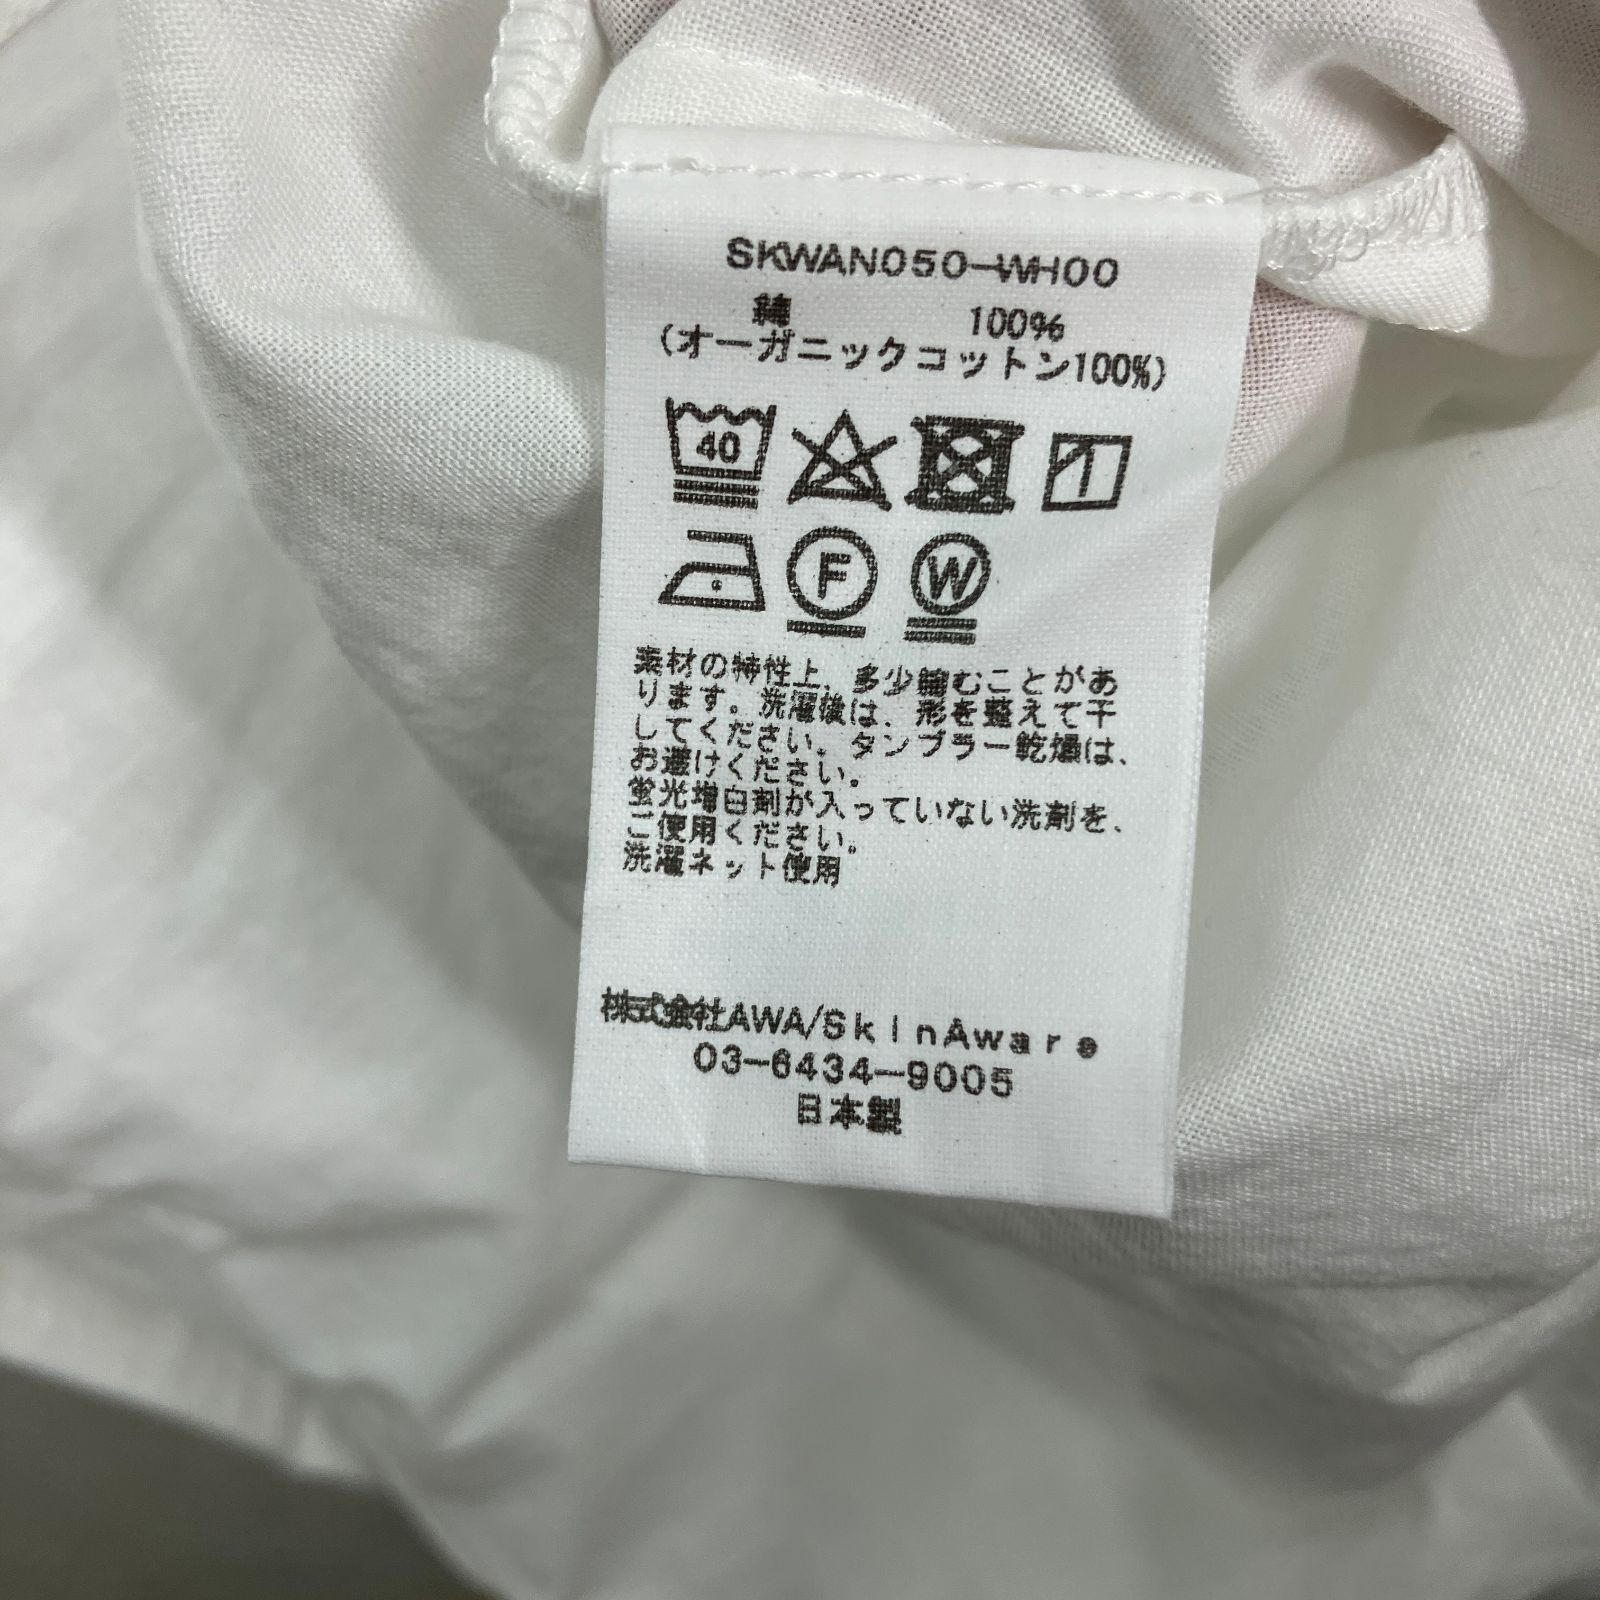 SKWAN050-WH00
綿 100%
(オーガニックコットン100%)
40
F W
素材の特性上、多少縮むことがあ
ります。洗濯後は、形を整えて干
してください。タンブラー乾燥は、
お避けください。
蛍光増白剤が入っていない洗剤を、
ご使用ください。
洗濯ネット使用
株式会社AWA/SkinAware
03-6434-9005
日本製